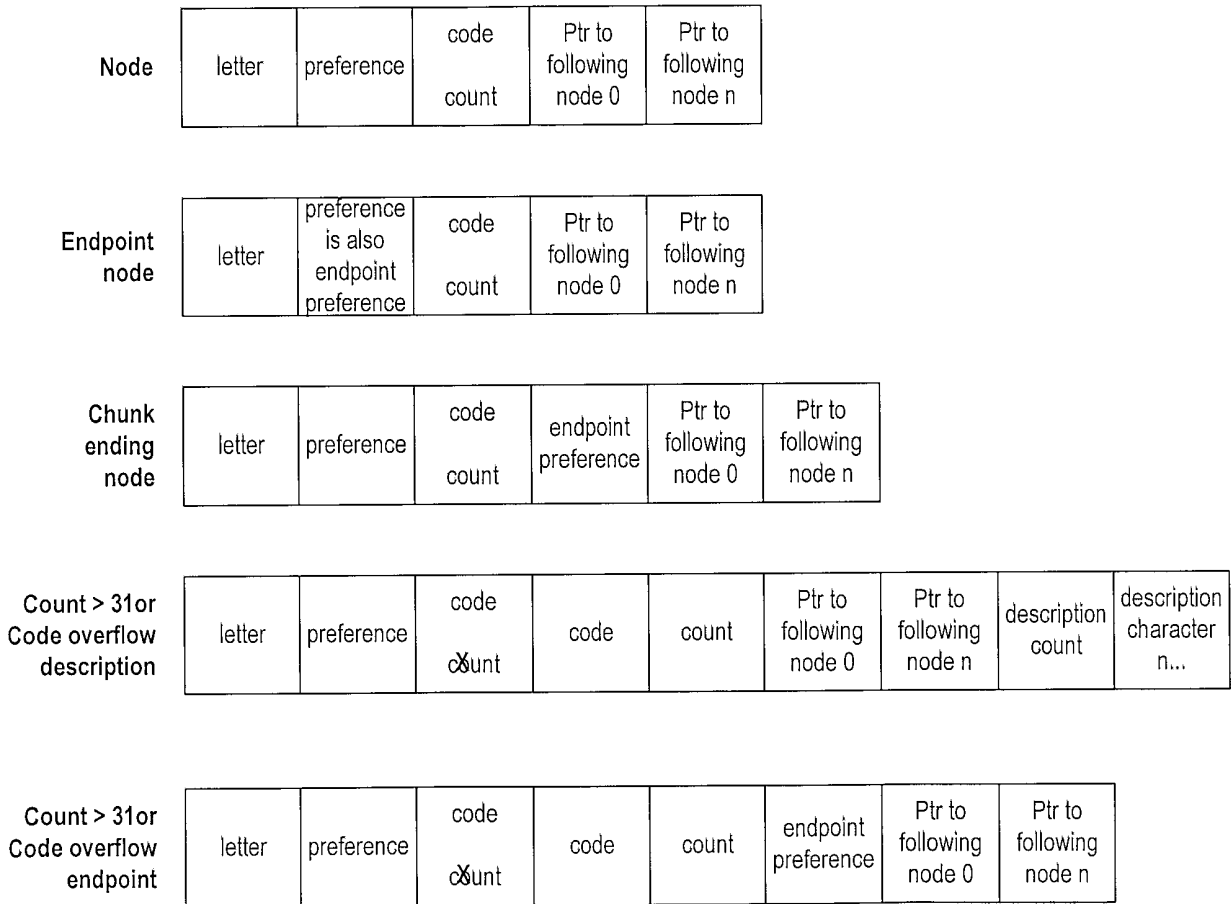 Node
letter
preference
code
count
Ptr to
following
node 0
Ptr to
following
node n
Endpoint
node
letter
preference
is also
endpoint
preference
code
count
Ptr to
following
node 0
Ptr to
following
node n
Chunk
ending
node
letter
preference
code
count
endpoint
preference
Ptr to
following
node 0
Ptr to
following
node n
Count > 31or
Code overflow
description
letter
preference
code
count
X
code
count
Ptr to
following
node 0
Ptr to
following
node n
description
count
description
character
n...
Count > 31or
Code overflow
endpoint
letter
preference
code
count
X
code
count
endpoint
preference
Ptr to
following
node 0
Ptr to
following
node n